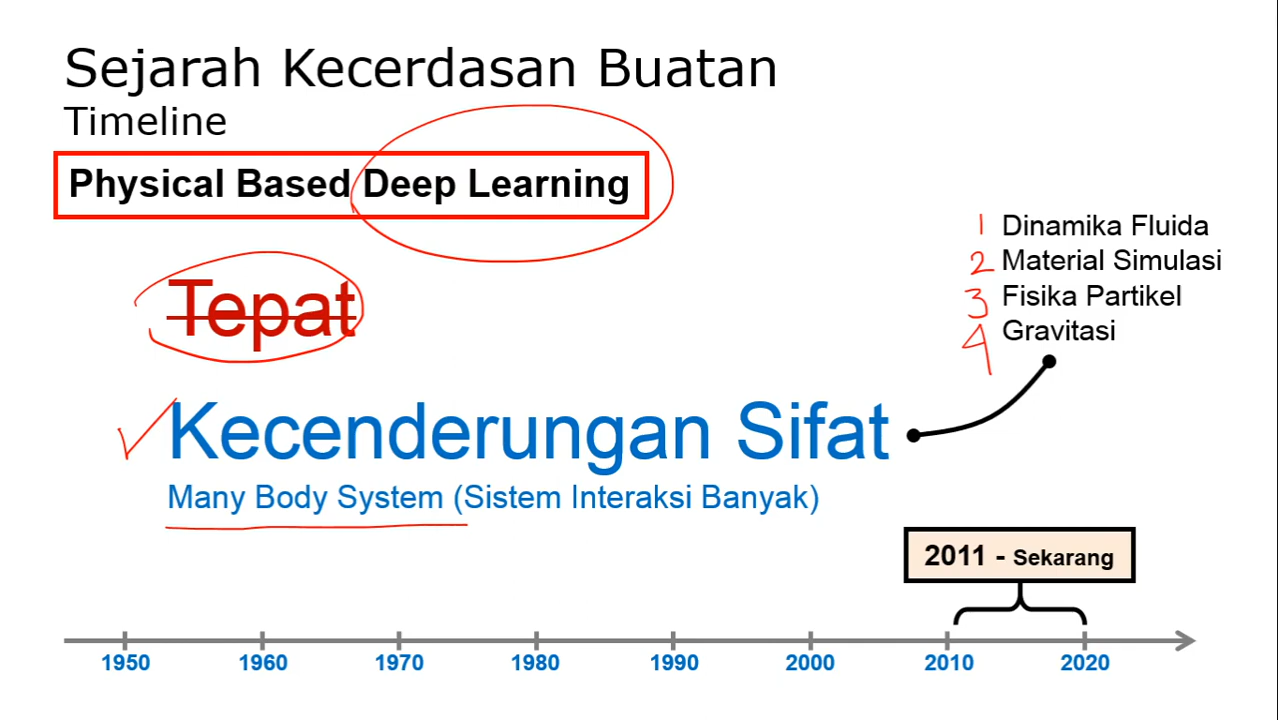 Sejarah Kecerdasan Buatan
Timeline
Physical Based Deep Learning
Tepat
Kecenderungan Sifat
Many Body System (Sistem Interaksi Banyak)
1 Dinamika Fluida
2 Material Simulasi
3 Fisika Partikel
4 Gravitasi
2011 - Sekarang
1950 1960 1970 1980 1990 2000 2010 2020